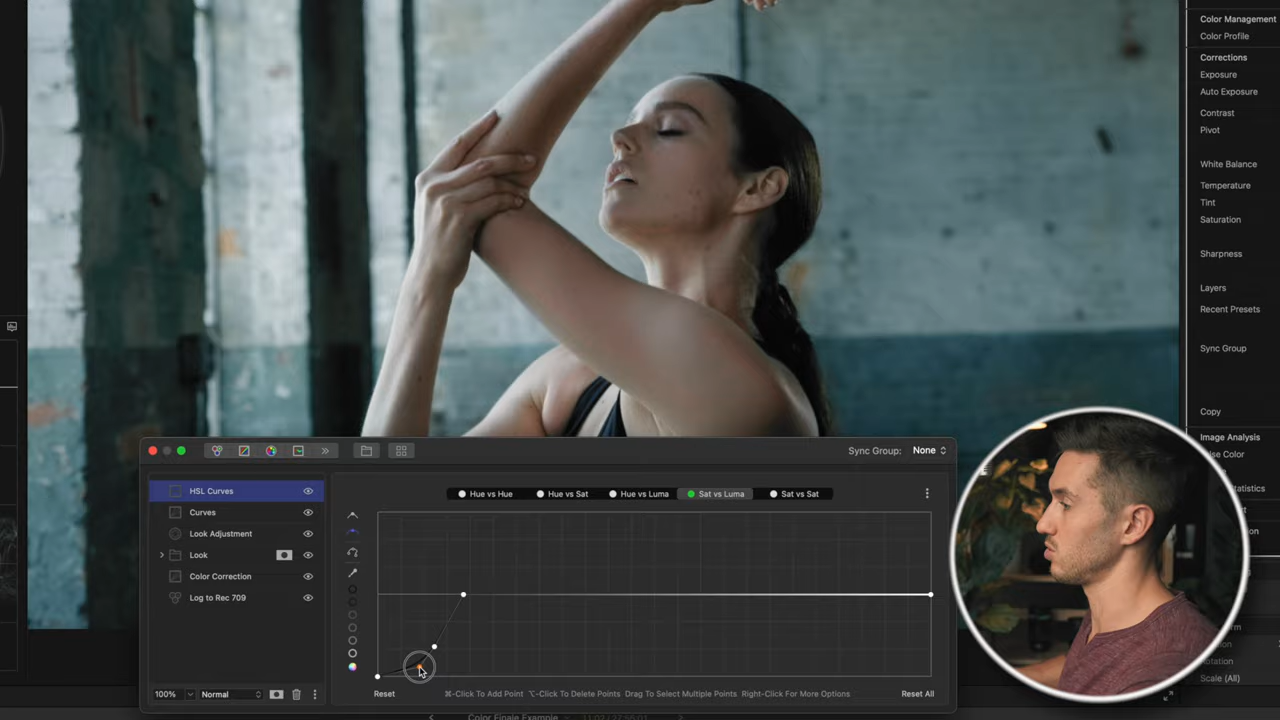 Color Management
Color Profile
Corrections
Exposure
Auto Exposure
Contrast
Pivot
White Balance
Temperature
Tint
Saturation
Sharpness
Layers
Recent Presets
Sync Group
Copy
Image Analysis
Sync Group: None
HSL Curves
Curves
Look Adjustment
Look
Color Correction
Log to Rec 709
Hue vs Hue
Hue vs Sat
Hue vs Luma
Sat vs Luma
Sat vs Sat
100%
Normal
Reset
⌘-Click To Add Point
⌥-Click To Delete Points
Drag To Select Multiple Points
Right-Click For More Options
Reset All
Scale (All)
Color Finale Example